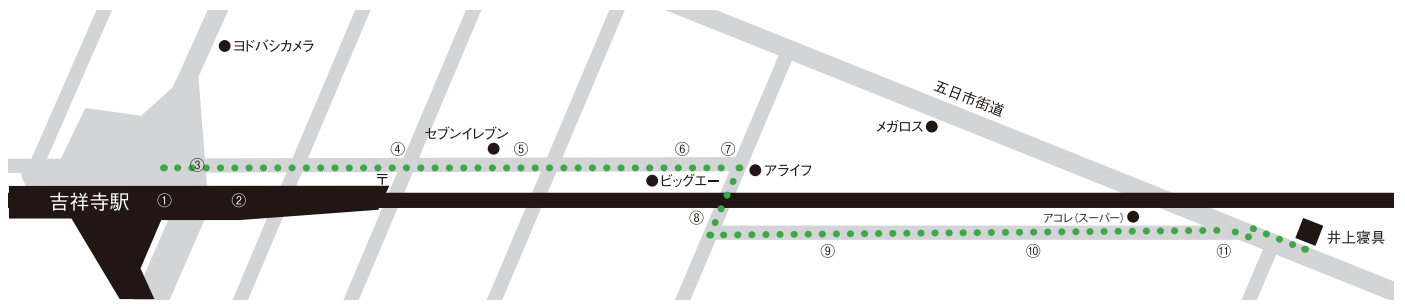 ヨドバシカメラ
五日市街道
メガロス
セブンイレブン
④
⑤
⑥
⑦
③
アライフ
〒
ビッグエー
吉祥寺駅
①
②
⑧
アコレ（スーパー）
井上寝具
⑨
⑩
⑪